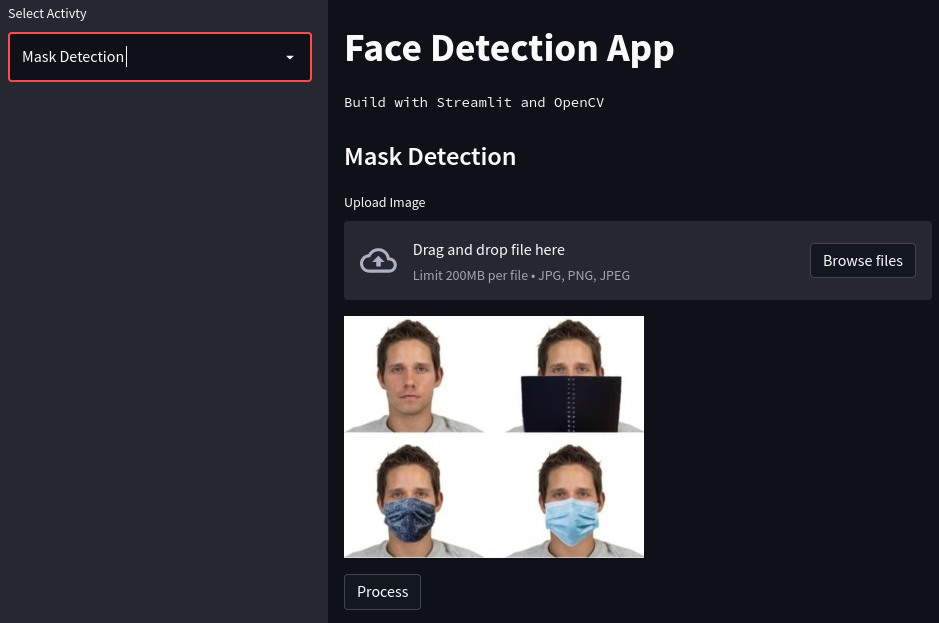 Select Activty
Mask Detection
Face Detection App
Build with Streamlit and OpenCV
Mask Detection
Upload Image
Drag and drop file here
Limit 200MB per file • JPG, PNG, JPEG
Browse files
Process